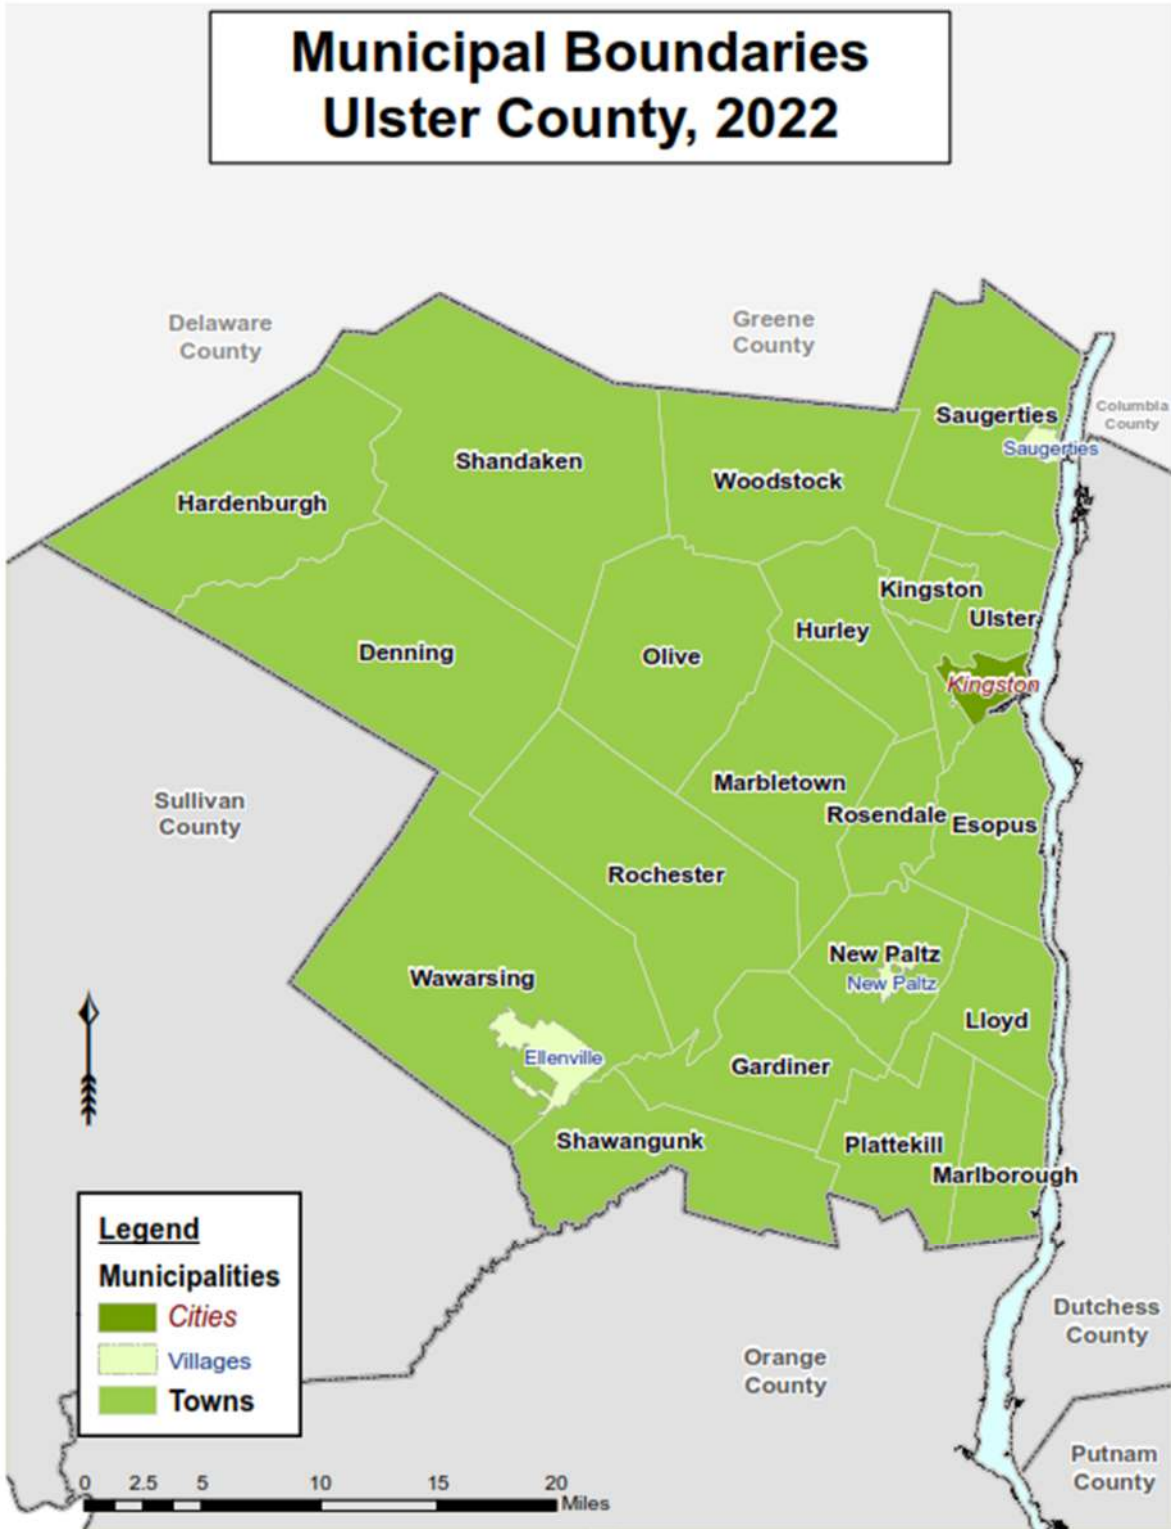 Municipal Boundaries
Ulster County, 2022
Delaware
County
Greene
County
Columbia
County
Saugerties
Saugerties
Shandaken
Woodstock
Hardenburgh
Kingston
Ulster
Hurley
Denning
Olive
Kingston
Marbletown
Rosendale
Esopus
Sullivan
County
Rochester
New Paltz
New Paltz
Wawarsing
Lloyd
Ellenville
Gardiner
Shawangunk
Plattekill
Marlborough
Legend
Municipalities
Cities
Villages
Towns
Dutchess
County
Orange
County
Putnam
County
0 2.5 5 10 15 20
Miles